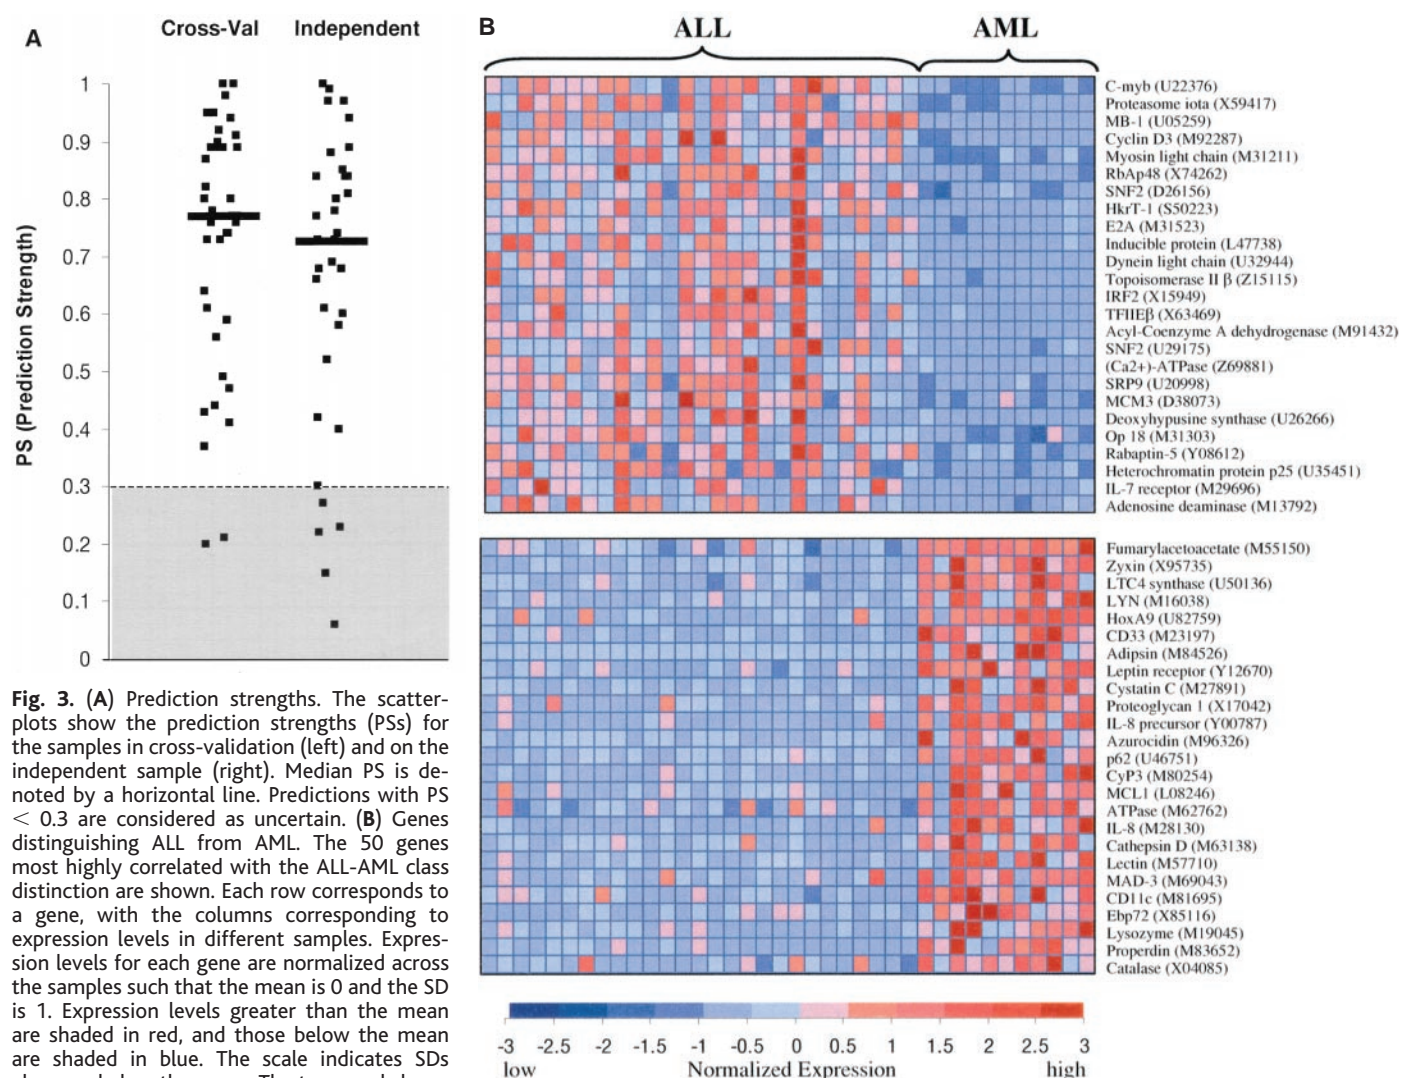 A
Cross-Val Independent
PS (Prediction Strength)
1
0.9
0.8
0.7
0.6
0.5
0.4
0.3
0.2
0.1
0
Fig. 3. (A) Prediction strengths. The scatter-
plots show the prediction strengths (PSs) for
the samples in cross-validation (left) and on the
independent sample (right). Median PS is de-
noted by a horizontal line. Predictions with PS
< 0.3 are considered as uncertain. (B) Genes
distinguishing ALL from AML. The 50 genes
most highly correlated with the ALL-AML class
distinction are shown. Each row corresponds to
a gene, with the columns corresponding to
expression levels in different samples. Expres-
sion levels for each gene are normalized across
the samples such that the mean is 0 and the SD
is 1. Expression levels greater than the mean
are shaded in red, and those below the mean
are shaded in blue. The scale indicates SDs
B
ALL AML
C-myb (U22376)
Proteasome iota (X59417)
MB-1 (U05259)
Cyclin D3 (M92287)
Myosin light chain (M31211)
RbAp48 (X74262)
SNF2 (D26156)
HkrT-1 (S50223)
E2A (M31523)
Inducible protein (L47738)
Dynein light chain (U32944)
Topoisomerase II β (Z15115)
IRF2 (X15949)
TFIIEβ (X63469)
Acyl-Coenzyme A dehydrogenase (M91432)
SNF2 (U29175)
(Ca2+)-ATPase (Z69881)
SRP9 (U20998)
MCM3 (D38073)
Deoxyhypusine synthase (U26266)
Op 18 (M31303)
Rabaptin-5 (Y08612)
Heterochromatin protein p25 (U35451)
IL-7 receptor (M29696)
Adenosine deaminase (M13792)
Fumarylacetoacetate (M55150)
Zyxin (X95735)
LTC4 synthase (U50136)
LYN (M16038)
HoxA9 (U82759)
CD33 (M23197)
Adipsin (M84526)
Leptin receptor (Y12670)
Cystatin C (M27891)
Proteoglycan 1 (X17042)
IL-8 precursor (Y00787)
Azurocidin (M96326)
p62 (U46751)
CyP3 (M80254)
MCL1 (L08246)
ATPase (M62762)
IL-8 (M28130)
Cathepsin D (M63138)
Lectin (M57710)
MAD-3 (M69043)
CD11c (M81695)
Ebp72 (X85116)
Lysozyme (M19045)
Properdin (M83652)
Catalase (X04085)
-3 -2.5 -2 -1.5 -1 -0.5 0 0.5 1 1.5 2 2.5 3
low Normalized Expression high